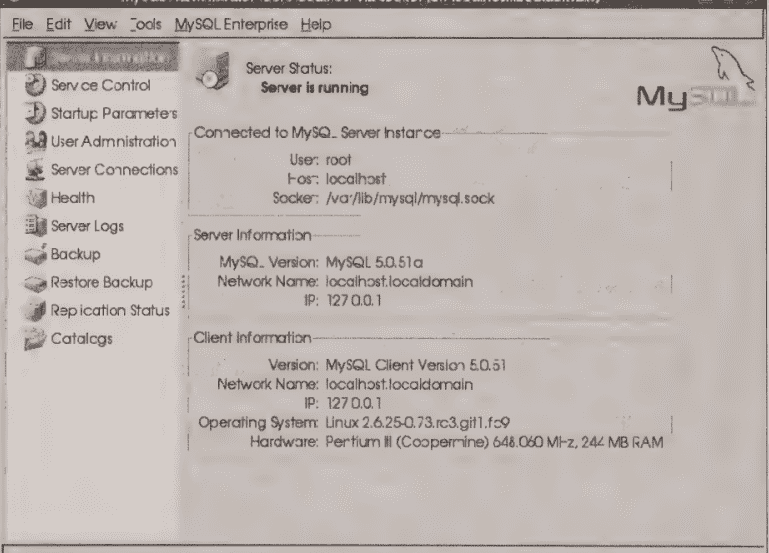 File Edit View Tools MySQL Enterprise Help
Service Control
Startup Parameters
User Administration
Server Connections
Health
Server Logs
Backup
Restore Backup
Replication Status
Catalogs
Server Status:
Server is running
MySQL
Connected to MySQL Server Instance
User: root
Host: localhost
Socket: /var/lib/mysql/mysql.sock
Server Information
MySQL Version: MySQL 5.0.51a
Network Name: localhost.localdomain
IP: 127.0.0.1
Client Information
Version: MySQL Client Version 5.0.51
Network Name: localhost.localdomain
IP: 127.0.0.1
Operating System: Linux 2.6.25-0.73.rc3.git1.fc9
Hardware: Pentium III (Coppermine) 648.060 MHz, 244 MB RAM